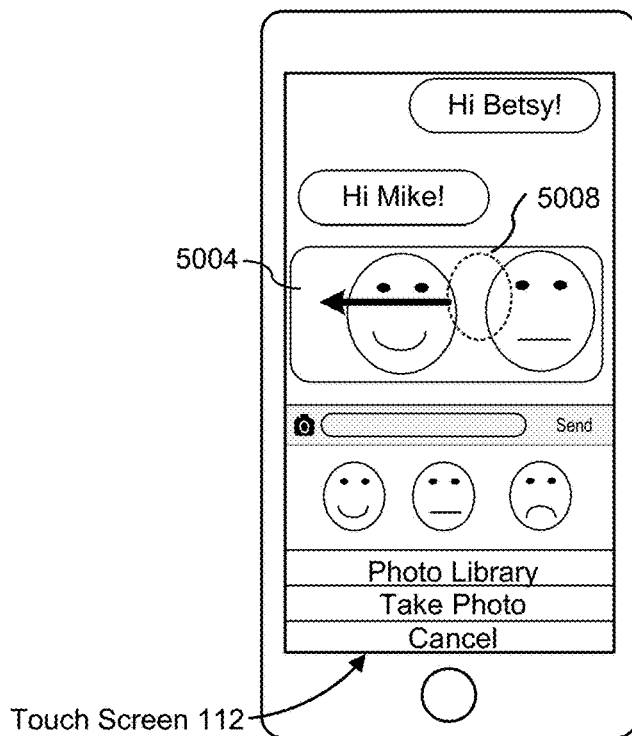 Hi Betsy!
Hi Mike!
5008
5004
Send
Photo Library
Take Photo
Cancel
Touch Screen 112